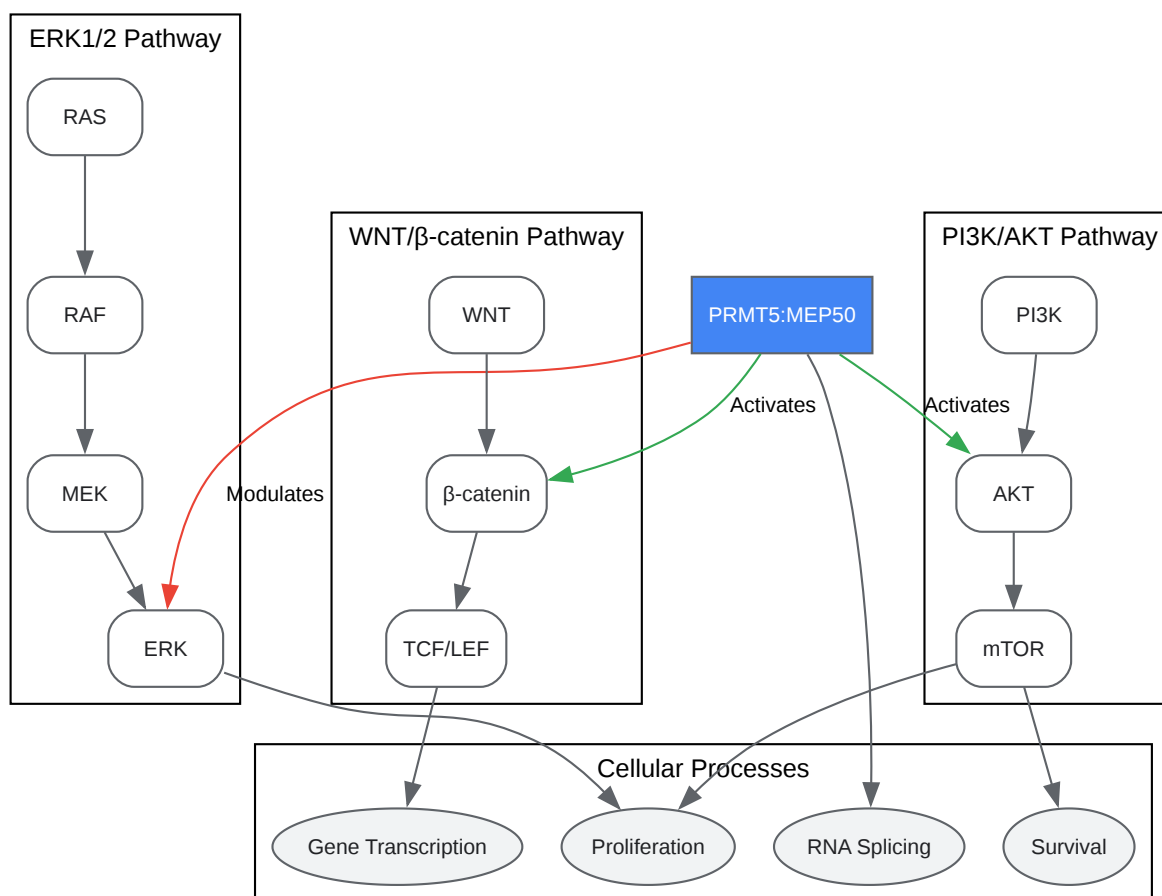 ERK1/2 Pathway
RAS
RAF
MEK
ERK
WNT/β-catenin Pathway
WNT
β-catenin
TCF/LEF
PRMT5:MEP50
PI3K/AKT Pathway
PI3K
AKT
mTOR
Modulates
Activates
Activates
Cellular Processes
Gene Transcription
Proliferation
RNA Splicing
Survival